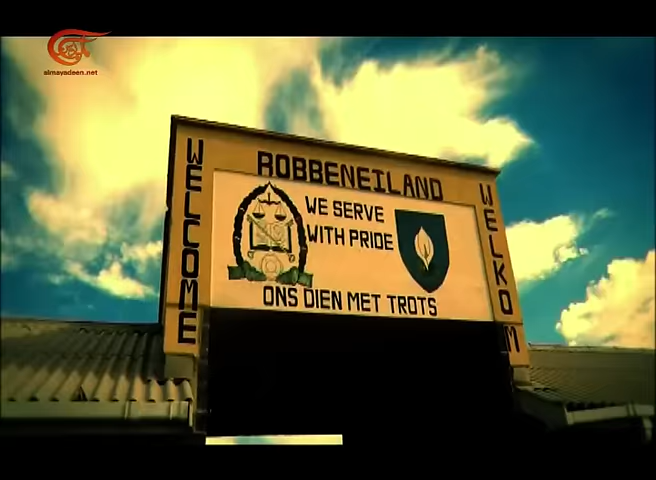 almayadeen.net
ROBBENEILAND
WELCOME
WE SERVE
WITH PRIDE
ONS DIEN MET TROTS
WELKOM